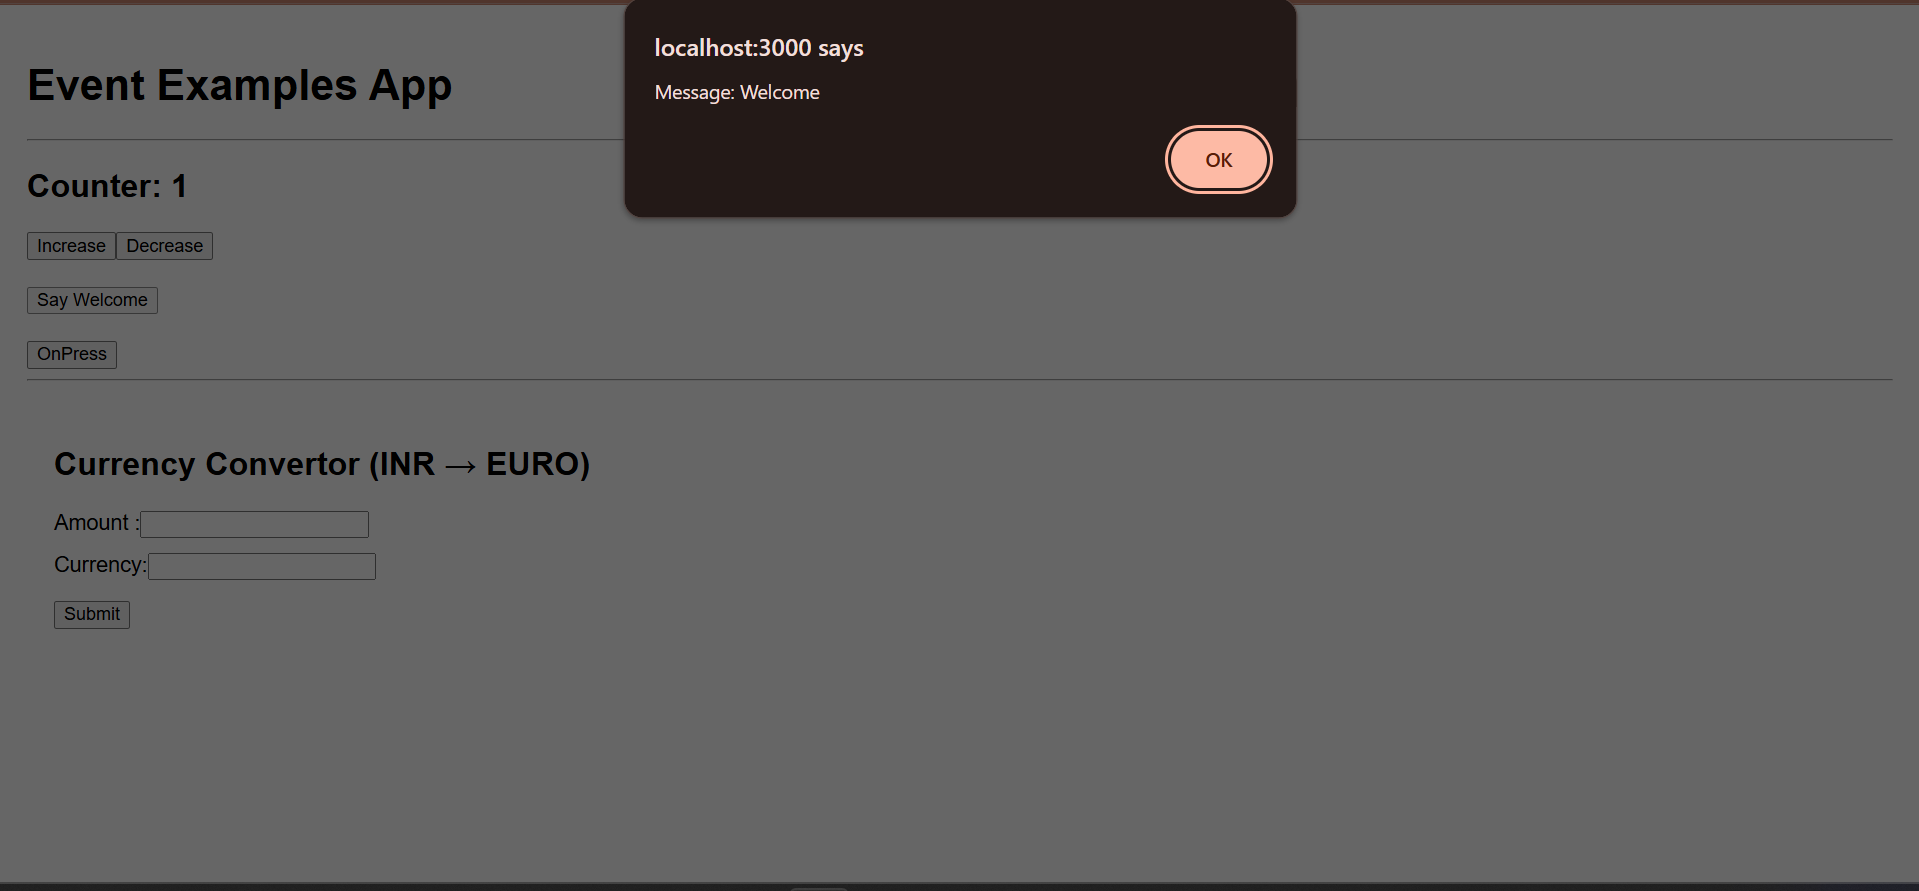 localhost:3000 says
Message: Welcome
OK
Event Examples App
Counter: 1
Increase Decrease
Say Welcome
OnPress
Currency Convertor (INR → EURO)
Amount :
Currency:
Submit